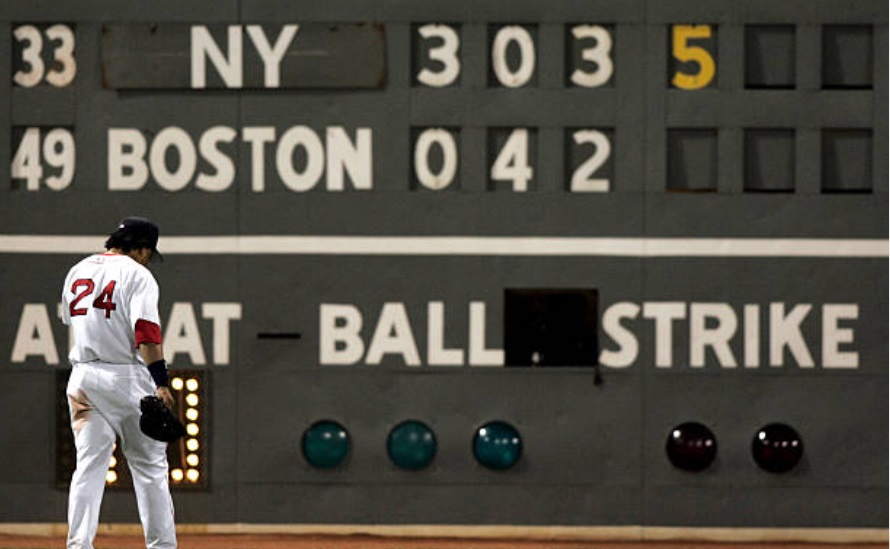 33 NY 3 0 3 5
49 BOSTON 0 4 2
AT BAT BALL STRIKE
24